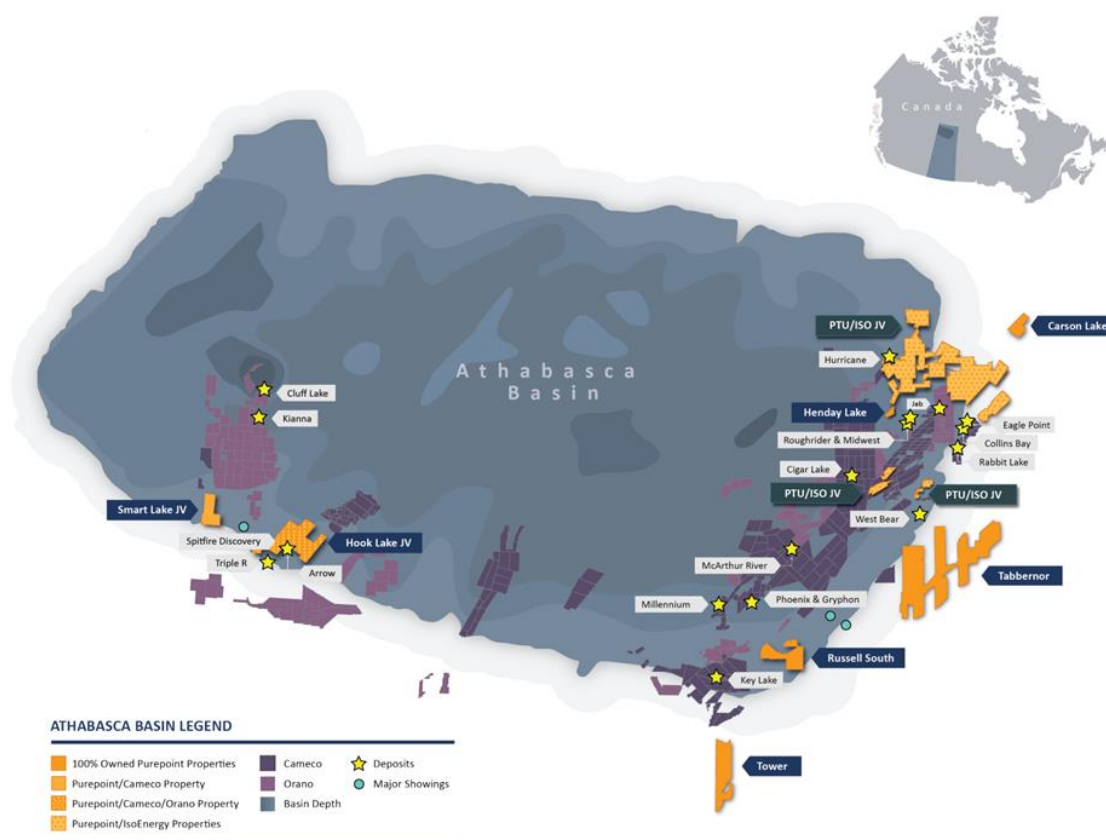 Canada
PTU/ISO JV
Carson Lake
Hurricane
Athabasca
Basin
Cluff Lake
Jeb
Henday Lake
Kianna
Eagle Point
Roughrider & Midwest
Collins Bay
Rabbit Lake
Cigar Lake
PTU/ISO JV
PTU/ISO JV
Smart Lake JV
West Bear
Spitfire Discovery
Hook Lake JV
Triple R
McArthur River
Arrow
Tabbernor
Millennium
Phoenix & Gryphon
Russell South
Key Lake
ATHABASCA BASIN LEGEND
100% Owned Purepoint Properties
Cameco
Deposits
Purepoint/Cameco Property
Orano
Major Showings
Purepoint/Cameco/Orano Property
Basin Depth
Purepoint/IsoEnergy Properties
Tower